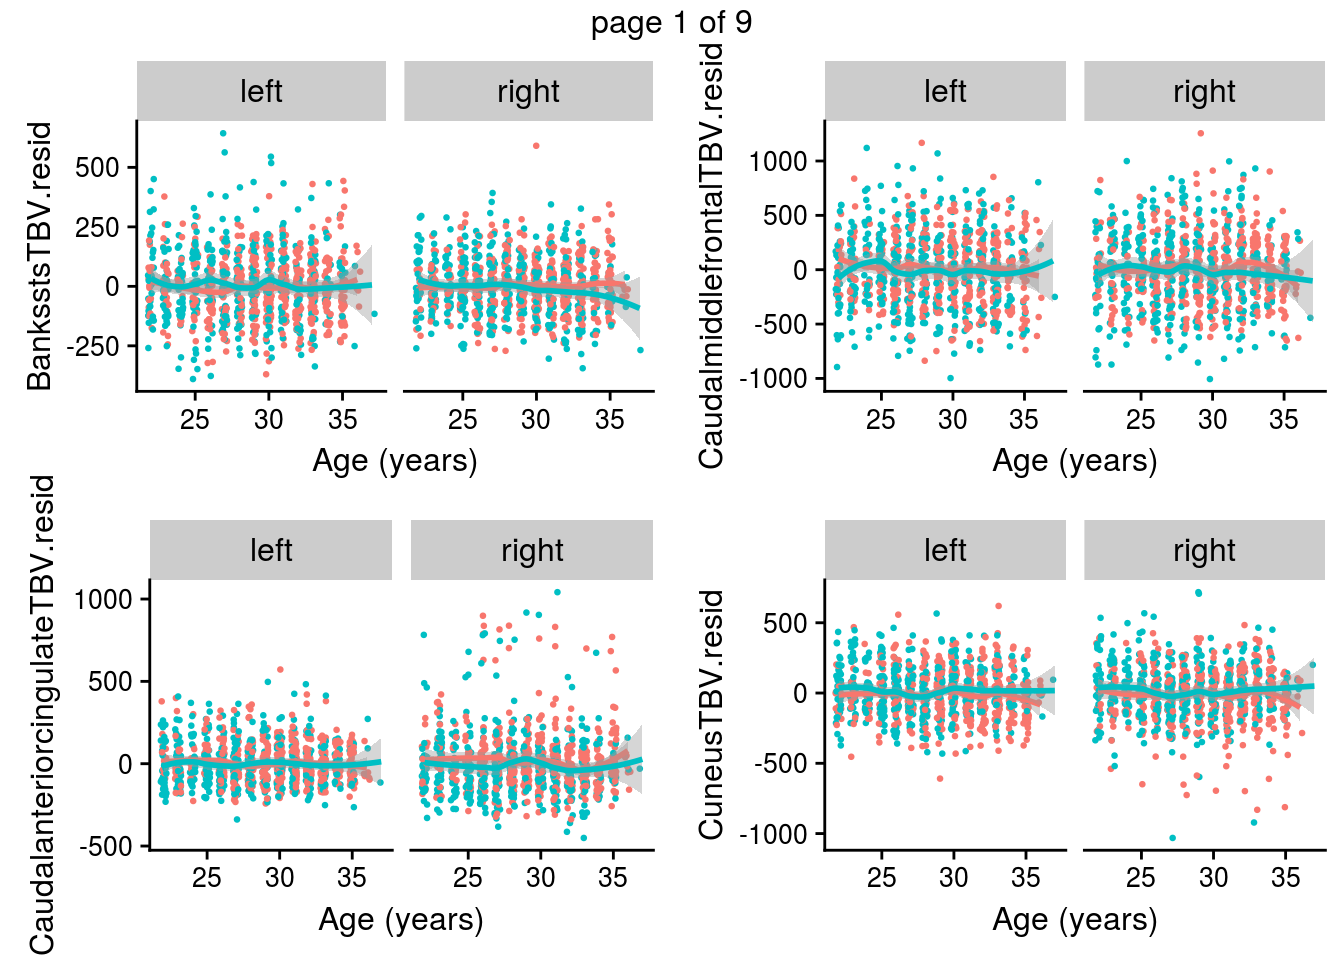 page 1 of 9
left right
BanksstsTBV.resid
500
250
0
-250
25 30 35 25 30 35
Age (years)
left right
CaudalmiddlefrontalTBV.resid
1000
500
0
-500
-1000
25 30 35 25 30 35
Age (years)
left right
CaudalanteriorcingulateTBV.resid
1000
500
0
-500
25 30 35 25 30 35
Age (years)
left right
CuneusTBV.resid
500
0
-500
-1000
25 30 35 25 30 35
Age (years)